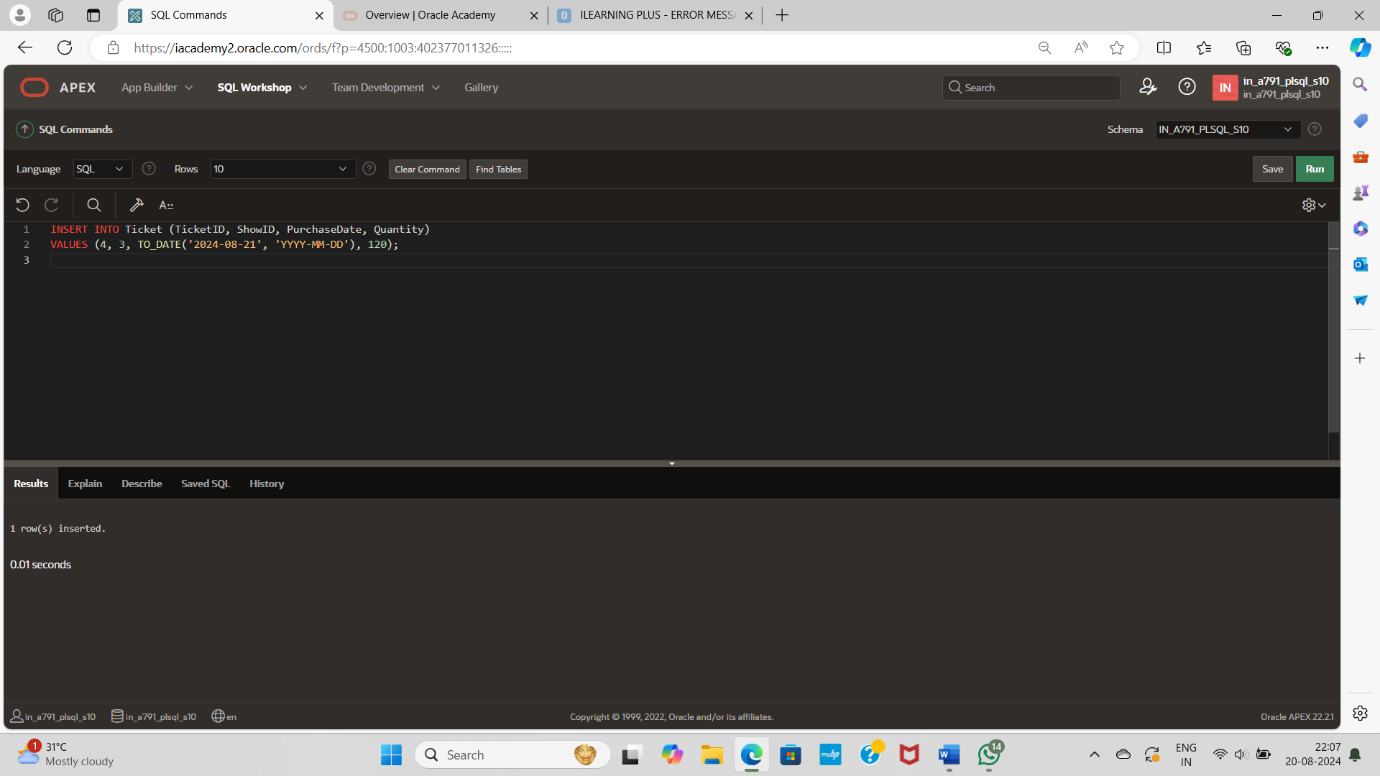 SQL Commands
Overview | Oracle Academy
ILEARNING PLUS - ERROR MESSA
https://iacademy2.oracle.com/ords/f?p=4500:1003:402377011326:::::
APEX
App Builder
SQL Workshop
Team Development
Gallery
Search
IN
in_a791_plsql_s10
in_a791_plsql_s10
SQL Commands
Schema
IN_A791_PLSQL_S10
Language
SQL
Rows
10
Clear Command
Find Tables
Save
Run
1 INSERT INTO Ticket (TicketID, ShowID, PurchaseDate, Quantity)
2 VALUES (4, 3, TO_DATE('2024-08-21', 'YYYY-MM-DD'), 120);
3
Results
Explain
Describe
Saved SQL
History
1 row(s) inserted.
0.01 seconds
in_a791_plsql_s10
in_a791_plsql_s10
en
Copyright © 1999, 2022, Oracle and/or its affiliates.
Oracle APEX 22.2.1
1
31°C
Mostly cloudy
Search
14
ENG
IN
22:07
20-08-2024